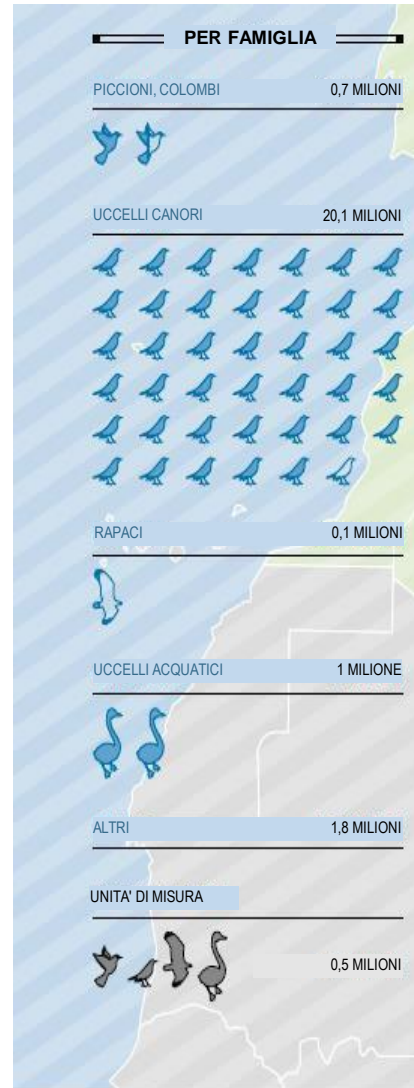 PER FAMIGLIA
PICCIONI, COLOMBI 0,7 MILIONI
UCCELLI CANORI 20,1 MILIONI
RAPACI 0,1 MILIONI
UCCELLI ACQUATICI 1 MILIONE
ALTRI 1,8 MILIONI
UNITA' DI MISURA
0,5 MILIONI